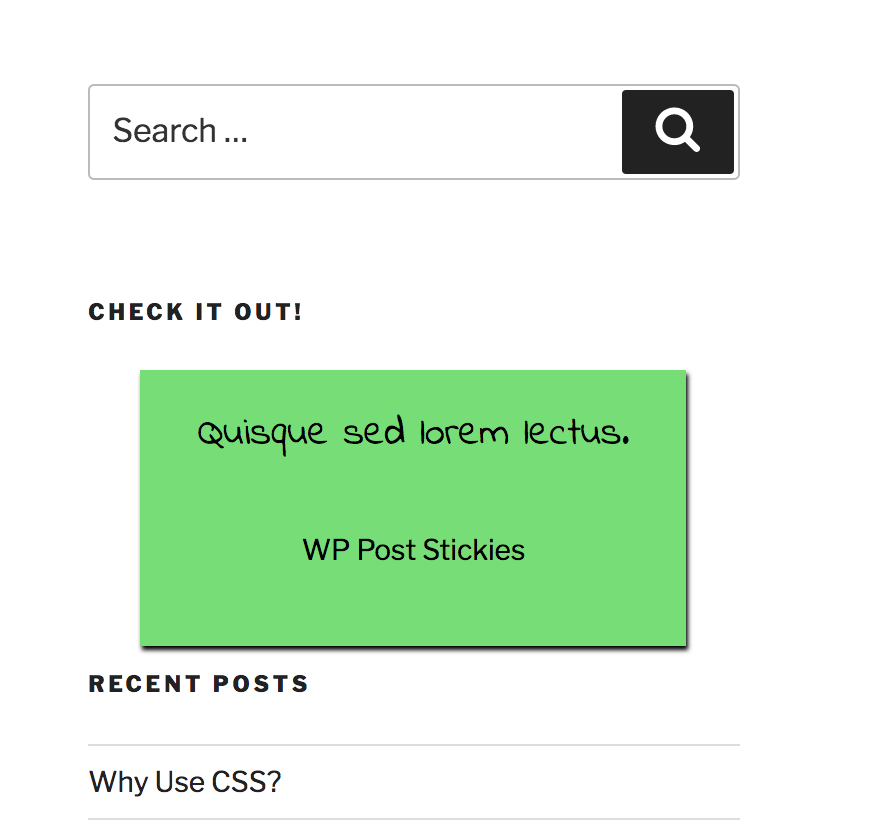 Search ...
CHECK IT OUT!
Quisque sed lorem lectus.
WP Post Stickies
RECENT POSTS
Why Use CSS?